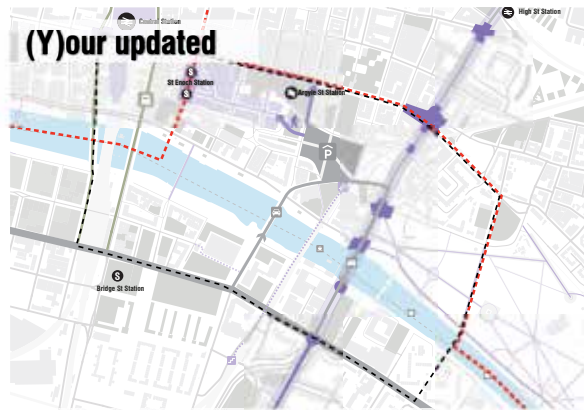 High St Station
Central Station
(Y)our updated
St Enoch Station
S
S
Argyle St Station
P
S
Bridge St Station